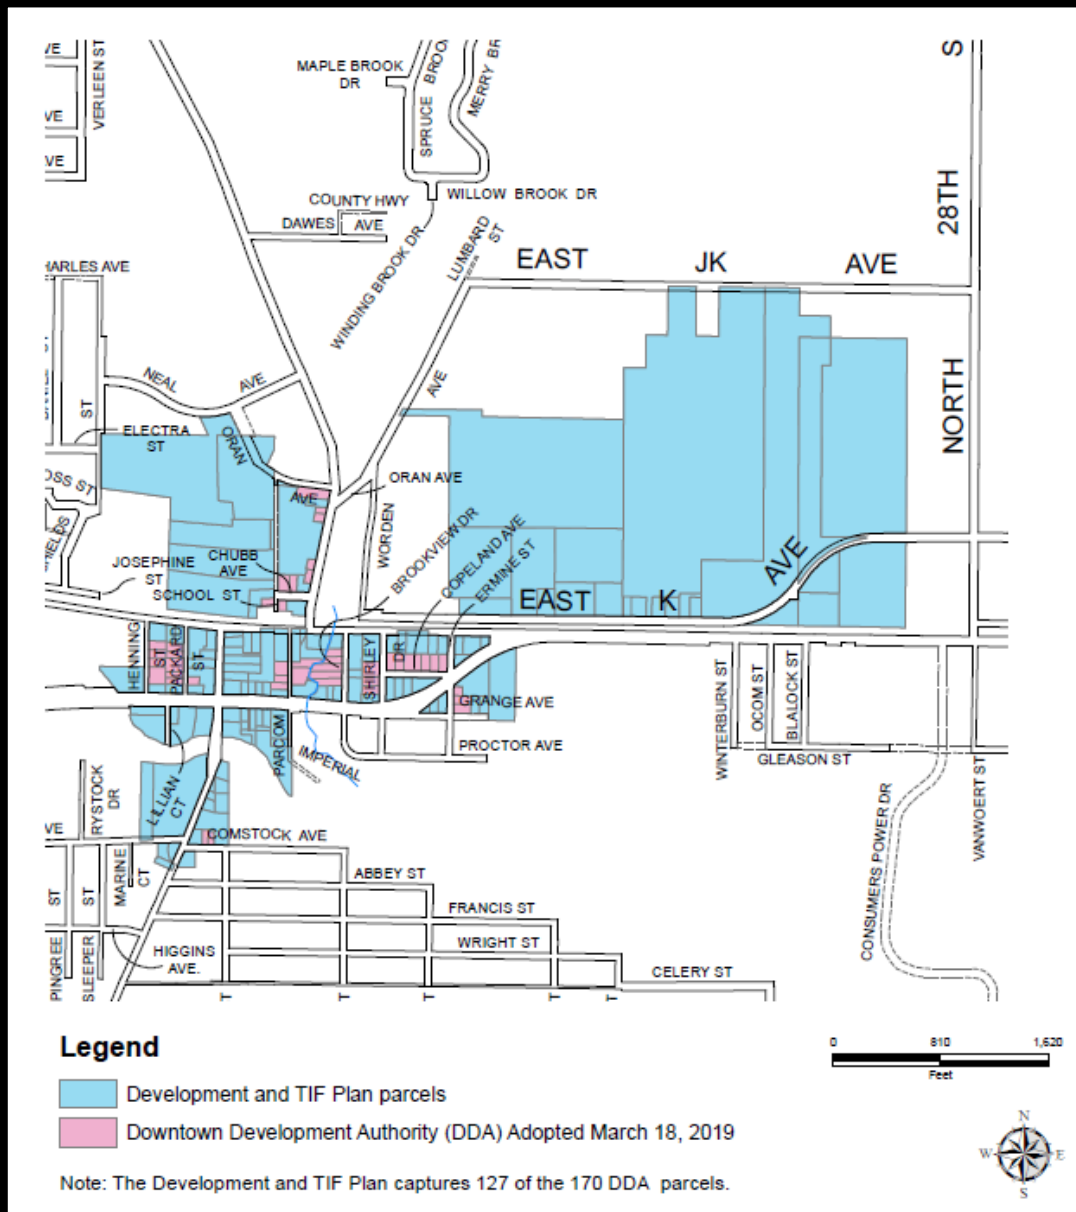 S
MAPLE BROOK
DR
SPRUCE
MERRY
VERLEEN ST
AVE
WILLOW BROOK DR
COUNTY HWY
DAWES AVE
28TH
LUMBARD
ST
WINDING BROOK DR
EAST JK AVE
NEAL AVE
AVE
NORTH
ST
ELECTRA
ST
ORAN
ORAN AVE
AVE
WORDEN
BROOKVIEW DR
COPELAND AVE
ERMINE ST
JOSEPHINE
ST
CHUBB
AVE
SCHOOL ST
EAST K AVE
HENNING
ST
PACKARD
ST
SHIRLEY
DR
GRANGE AVE
WINTERBURN ST
OCOM ST
BLALOCK ST
PARCOM
IMPERIAL
PROCTOR AVE
GLEASON ST
VANWOERT ST
LILLIAN
CT
RYSTOCK
DR
COMSTOCK AVE
AVE
MARINE
CT
ABBEY ST
CONSUMERS POWER DR
FRANCIS ST
WRIGHT ST
PINGREE
ST
SLEEPER
ST
HIGGINS
AVE.
CELERY ST
Legend
Development and TIF Plan parcels
Downtown Development Authority (DDA) Adopted March 18, 2019
Note: The Development and TIF Plan captures 127 of the 170 DDA parcels.
0 810 1,620
Feet
N
W E
S